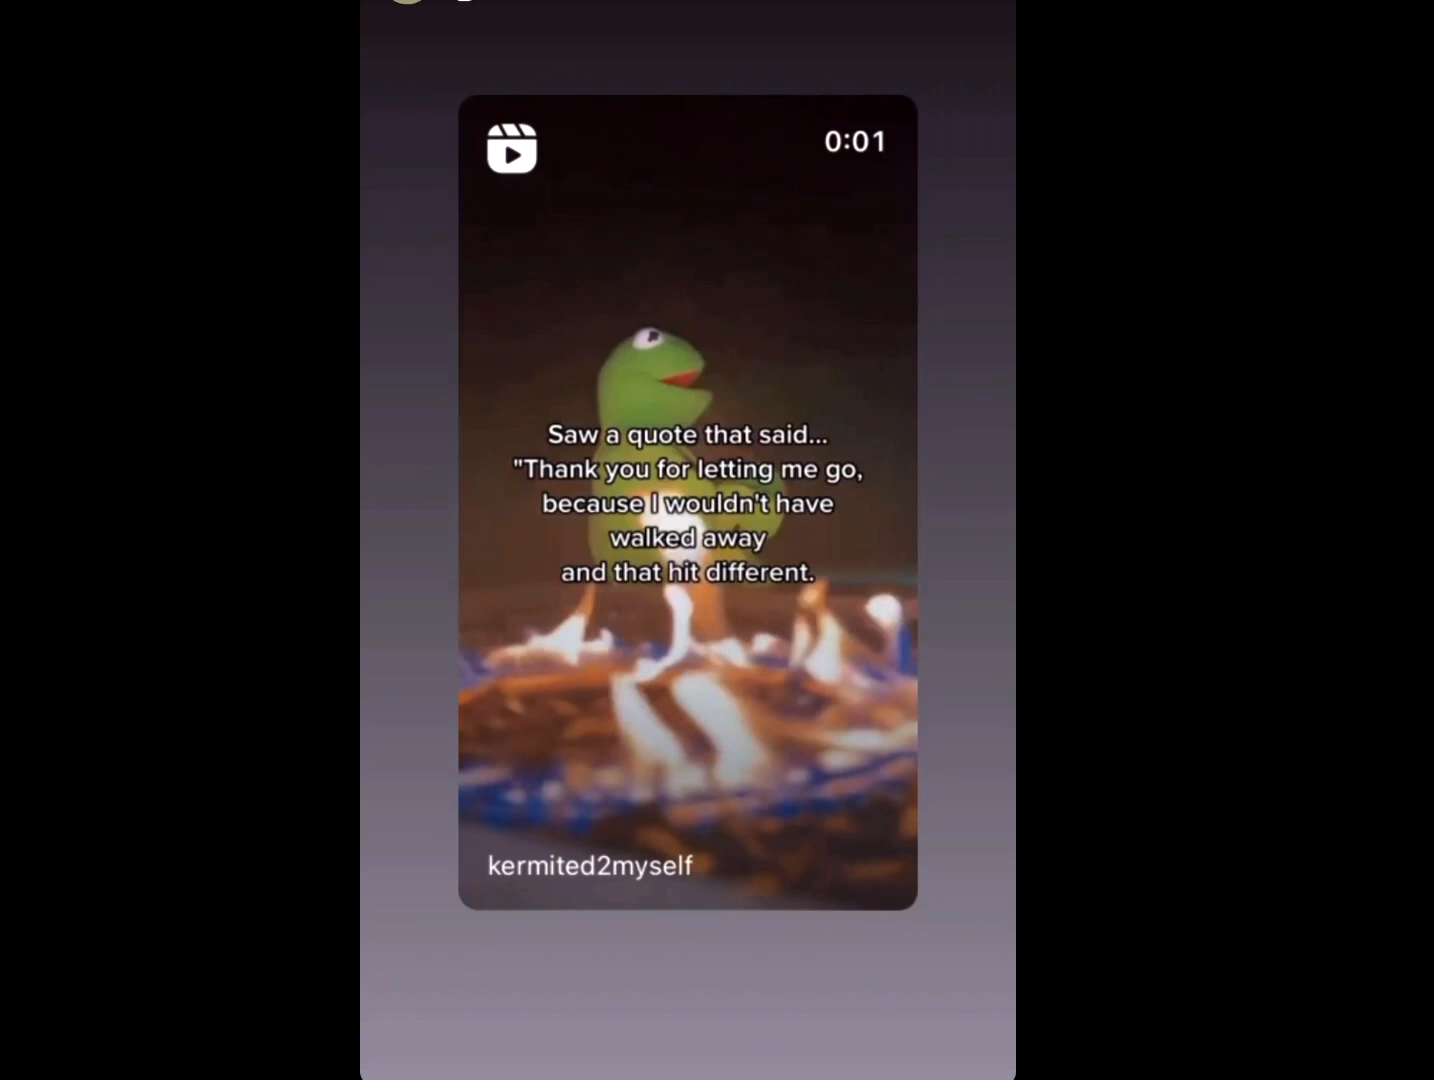 0:01
Saw a quote that said...
"Thank you for letting me go,
because I wouldn't have
walked away
and that hit different.
kermited2myself